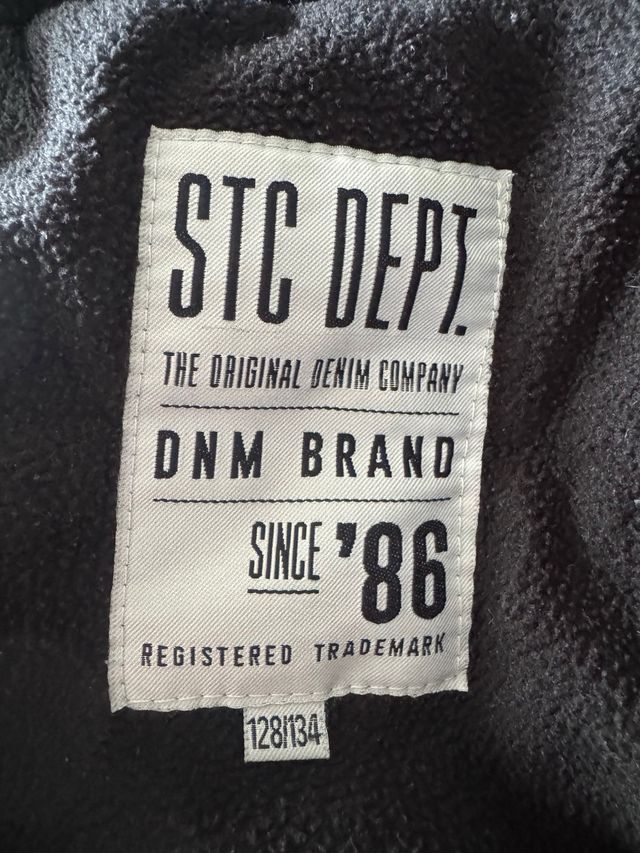 STC DEPT.
THE ORIGINAL DENIM COMPANY
DNM BRAND
SINCE '86
REGISTERED TRADEMARK
128/134